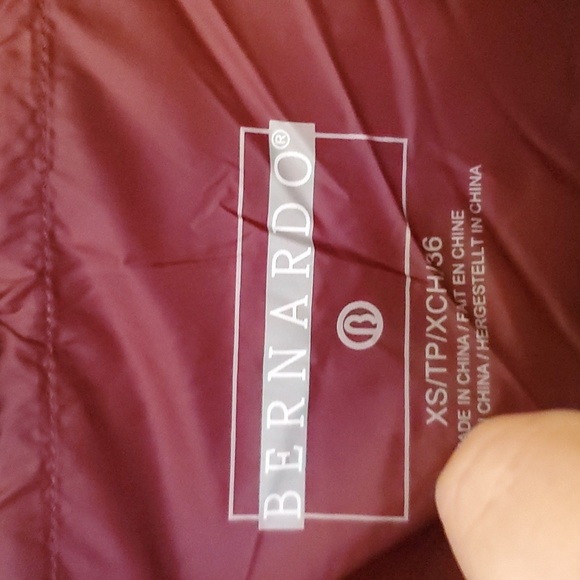 BERNARDO®
B
XS/TP/XCH/36
ADE IN CHINA / FAIT EN CHINE
CHINA / HERGESTELLT IN CHINA